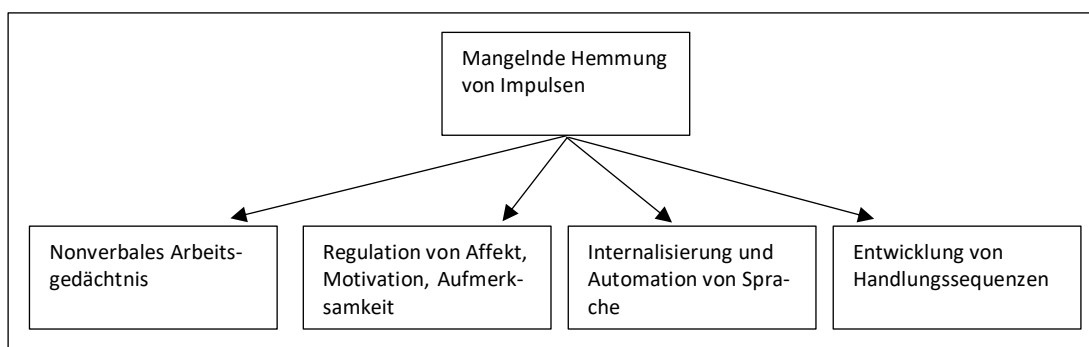 Mangelnde Hemmung
von Impulsen
Nonverbales Arbeits-
gedächtnis
Regulation von Affekt,
Motivation, Aufmerk-
samkeit
Internalisierung und
Automation von Spra-
che
Entwicklung von
Handlungssequenzen